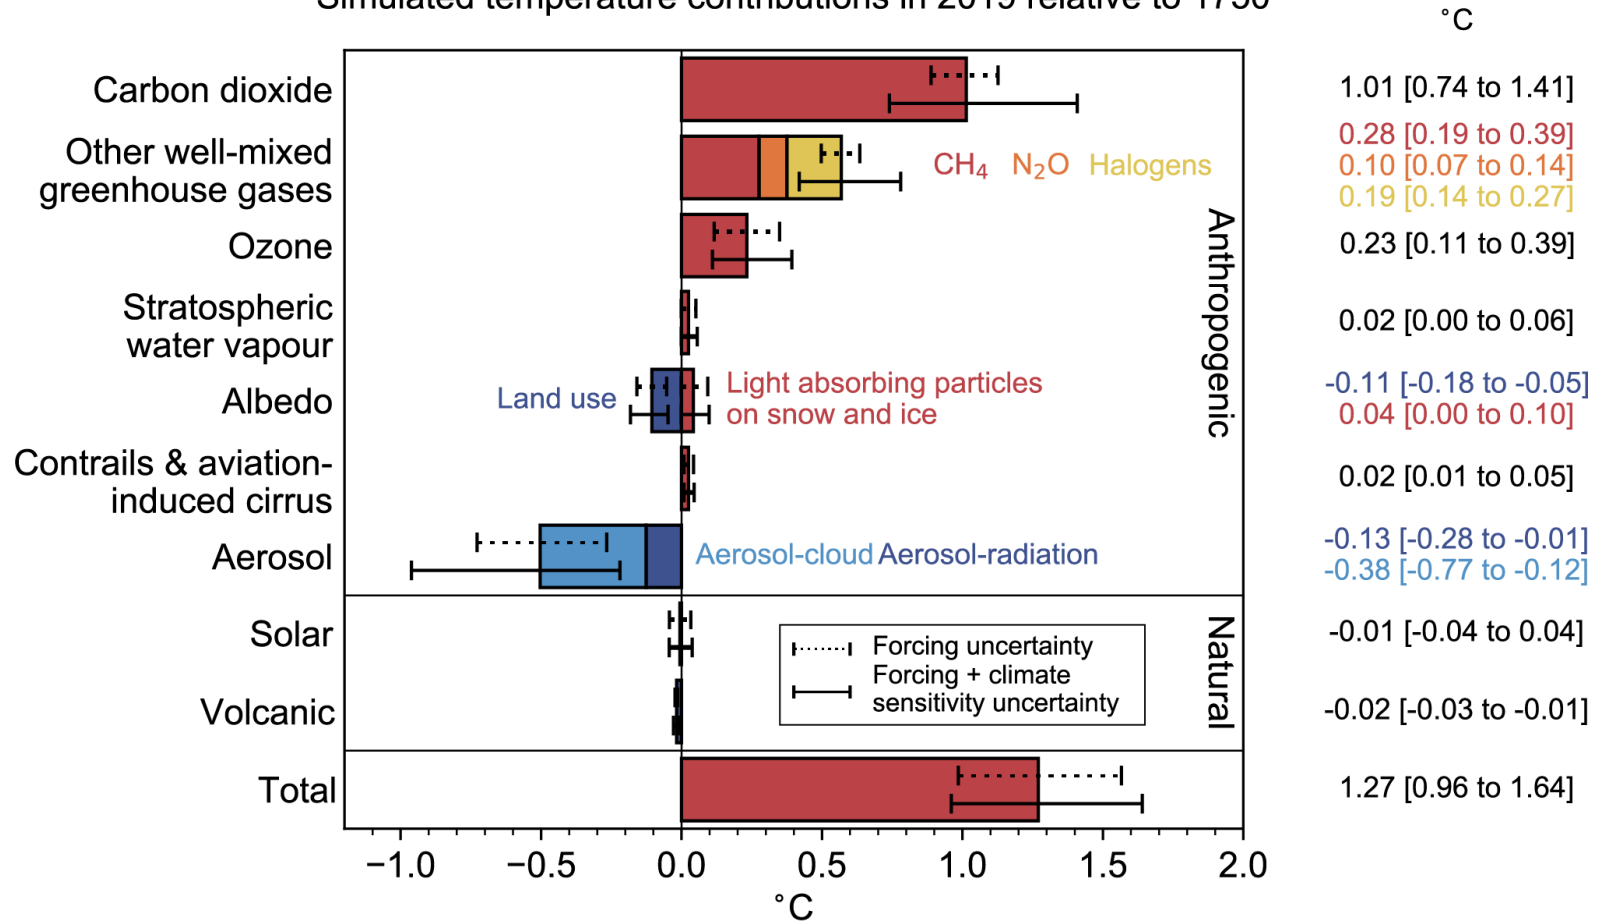 Simulated temperature contributions in 2019 relative to 1750
°C
Carbon dioxide
1.01 [0.74 to 1.41]
Other well-mixed
greenhouse gases
CH₄ N₂O Halogens
0.28 [0.19 to 0.39]
0.10 [0.07 to 0.14]
0.19 [0.14 to 0.27]
Ozone
0.23 [0.11 to 0.39]
Stratospheric
water vapour
0.02 [0.00 to 0.06]
Albedo
Land use
Light absorbing particles
on snow and ice
-0.11 [-0.18 to -0.05]
0.04 [0.00 to 0.10]
Contrails & aviation-
induced cirrus
0.02 [0.01 to 0.05]
Aerosol
Aerosol-cloud Aerosol-radiation
-0.13 [-0.28 to -0.01]
-0.38 [-0.77 to -0.12]
Anthropogenic
Solar
-0.01 [-0.04 to 0.04]
Volcanic
-0.02 [-0.03 to -0.01]
Forcing uncertainty
Forcing + climate
sensitivity uncertainty
Natural
Total
1.27 [0.96 to 1.64]
−1.0 −0.5 0.0 0.5 1.0 1.5 2.0
°C